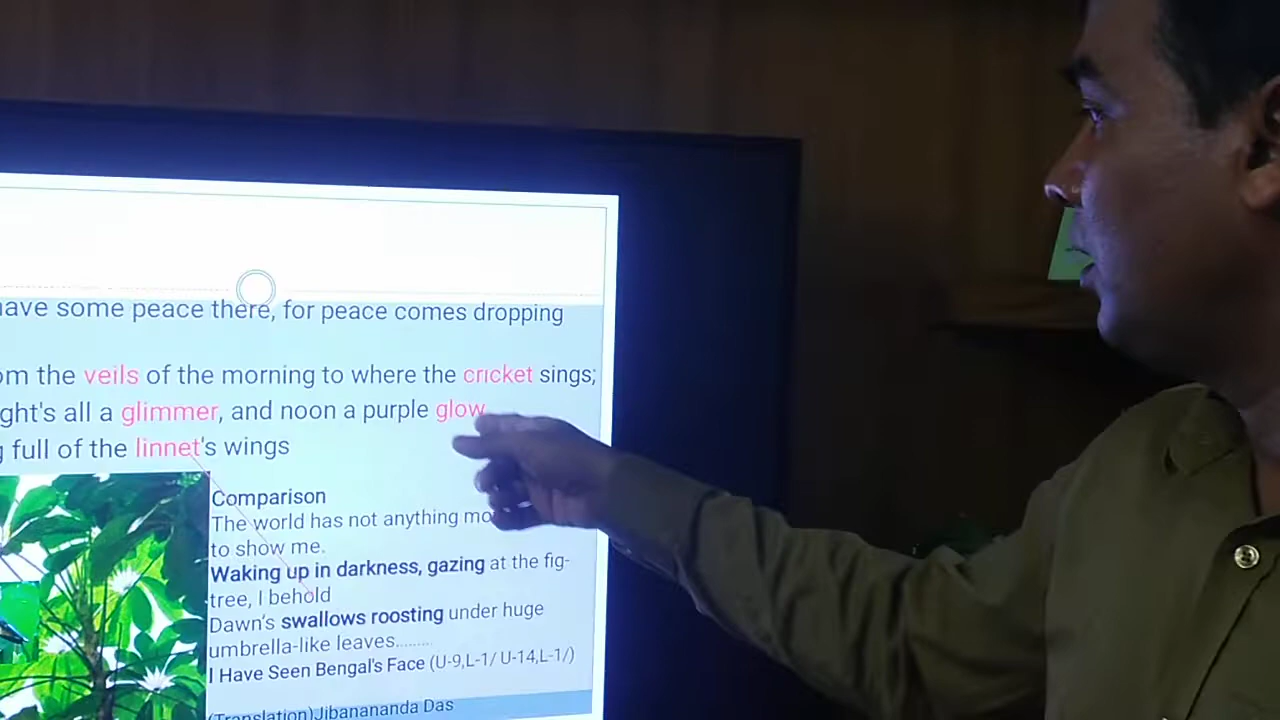 have some peace there, for peace comes dropping
the veils of the morning to where the cricket sings;
all a glimmer, and noon a purple glow
full of the linnet's wings
Comparison
The world has not anything
to show me.
Waking up in darkness, gazing at the fig-
tree, I behold
Dawn's swallows roosting under huge
umbrella-like leaves........
I Have Seen Bengal's Face (U-9,L-1/ U-14,L-1/)
(Translation)Jibanananda Das